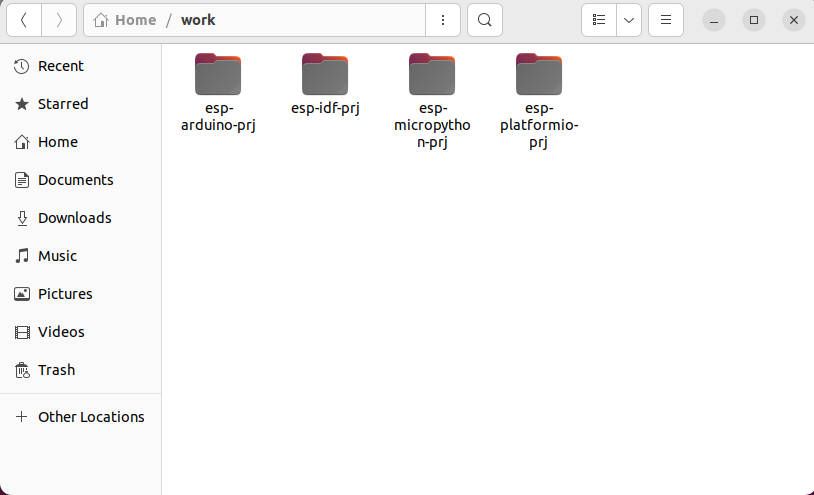 Home / work
Recent
Starred
Home
Documents
Downloads
Music
Pictures
Videos
Trash
Other Locations
esp-
arduino-prj
esp-idf-prj
esp-
micropytho
n-prj
esp-
platformio-
prj